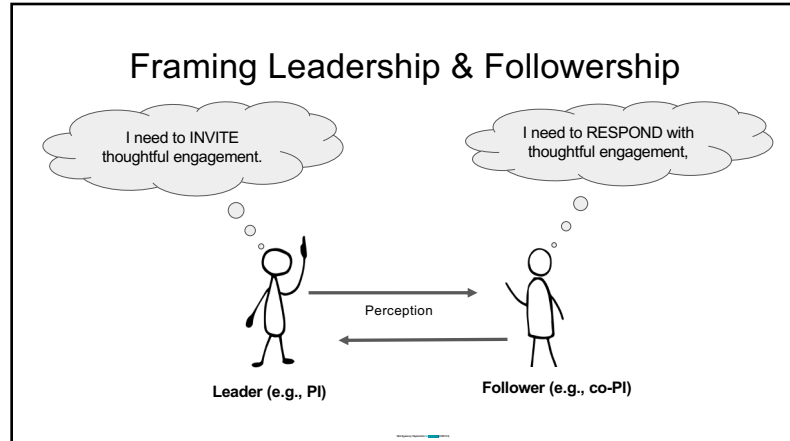 Framing Leadership & Followership
I need to INVITE
thoughtful engagement.
I need to RESPOND with
thoughtful engagement,
Perception
Leader (e.g., PI)
Follower (e.g., co-PI)